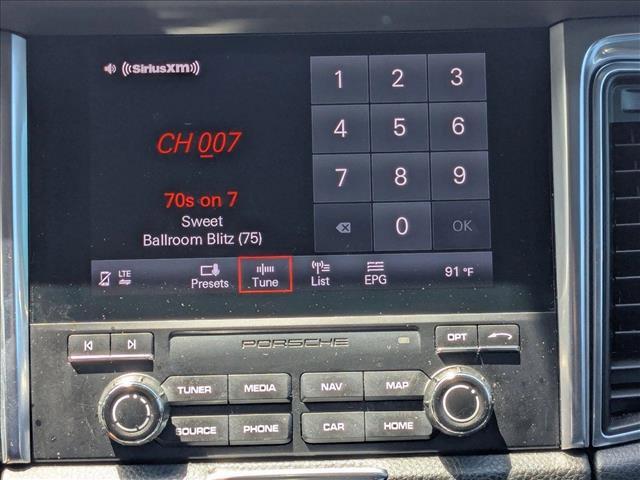 SiriusXM
CH 007
70s on 7
Sweet
Ballroom Blitz (75)
1 2 3
4 5 6
7 8 9
0 OK
LTE
Presets Tune List EPG
91 °F
PORSCHE
OPT
TUNER MEDIA NAV MAP
SOURCE PHONE CAR HOME